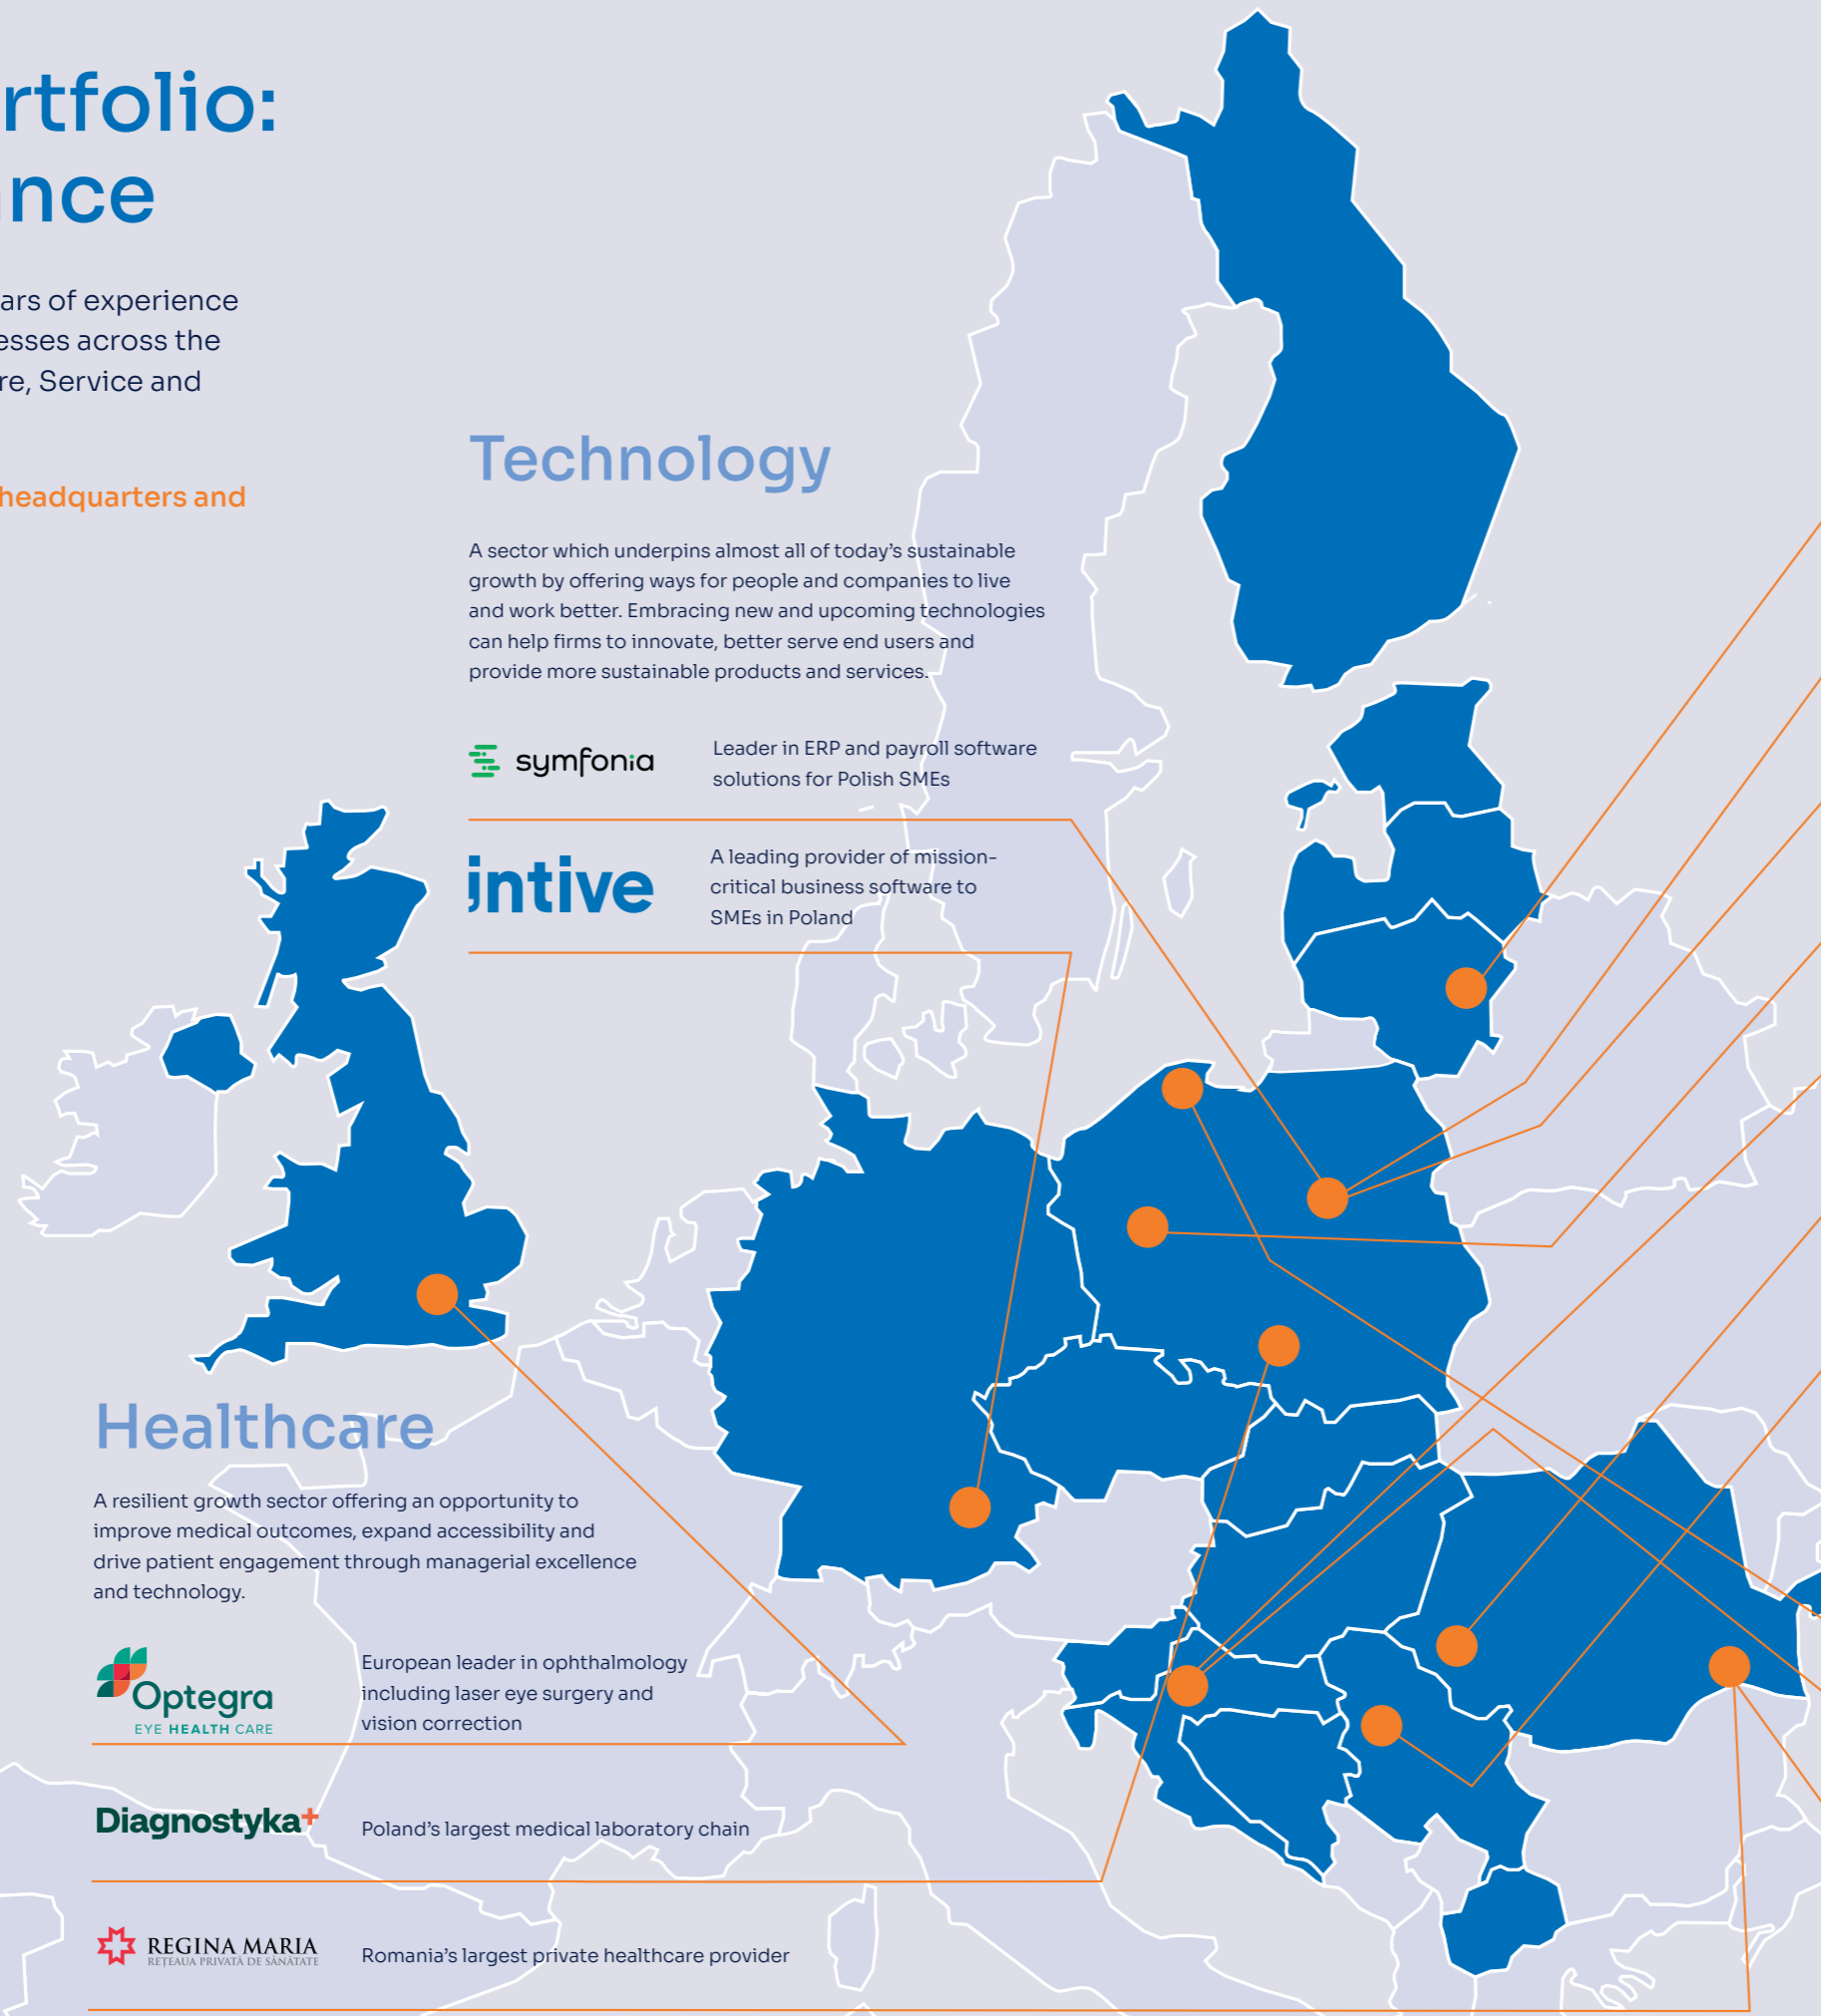 rtfolio:
nce
ars of experience
esses across the
re, Service and
headquarters and
Technology
A sector which underpins almost all of today's sustainable
growth by offering ways for people and companies to live
and work better. Embracing new and upcoming technologies
can help firms to innovate, better serve end users and
provide more sustainable products and services.
symfonia
Leader in ERP and payroll software
solutions for Polish SMEs
intive
A leading provider of mission-
critical business software to
SMEs in Poland
Healthcare
A resilient growth sector offering an opportunity to
improve medical outcomes, expand accessibility and
drive patient engagement through managerial excellence
and technology.
Optegra
EYE HEALTH CARE
European leader in ophthalmology
including laser eye surgery and
vision correction
Diagnostyka+
Poland's largest medical laboratory chain
REGINA MARIA
REȚEAUA PRIVATĂ DE SĂNĂTATE
Romania's largest private healthcare provider